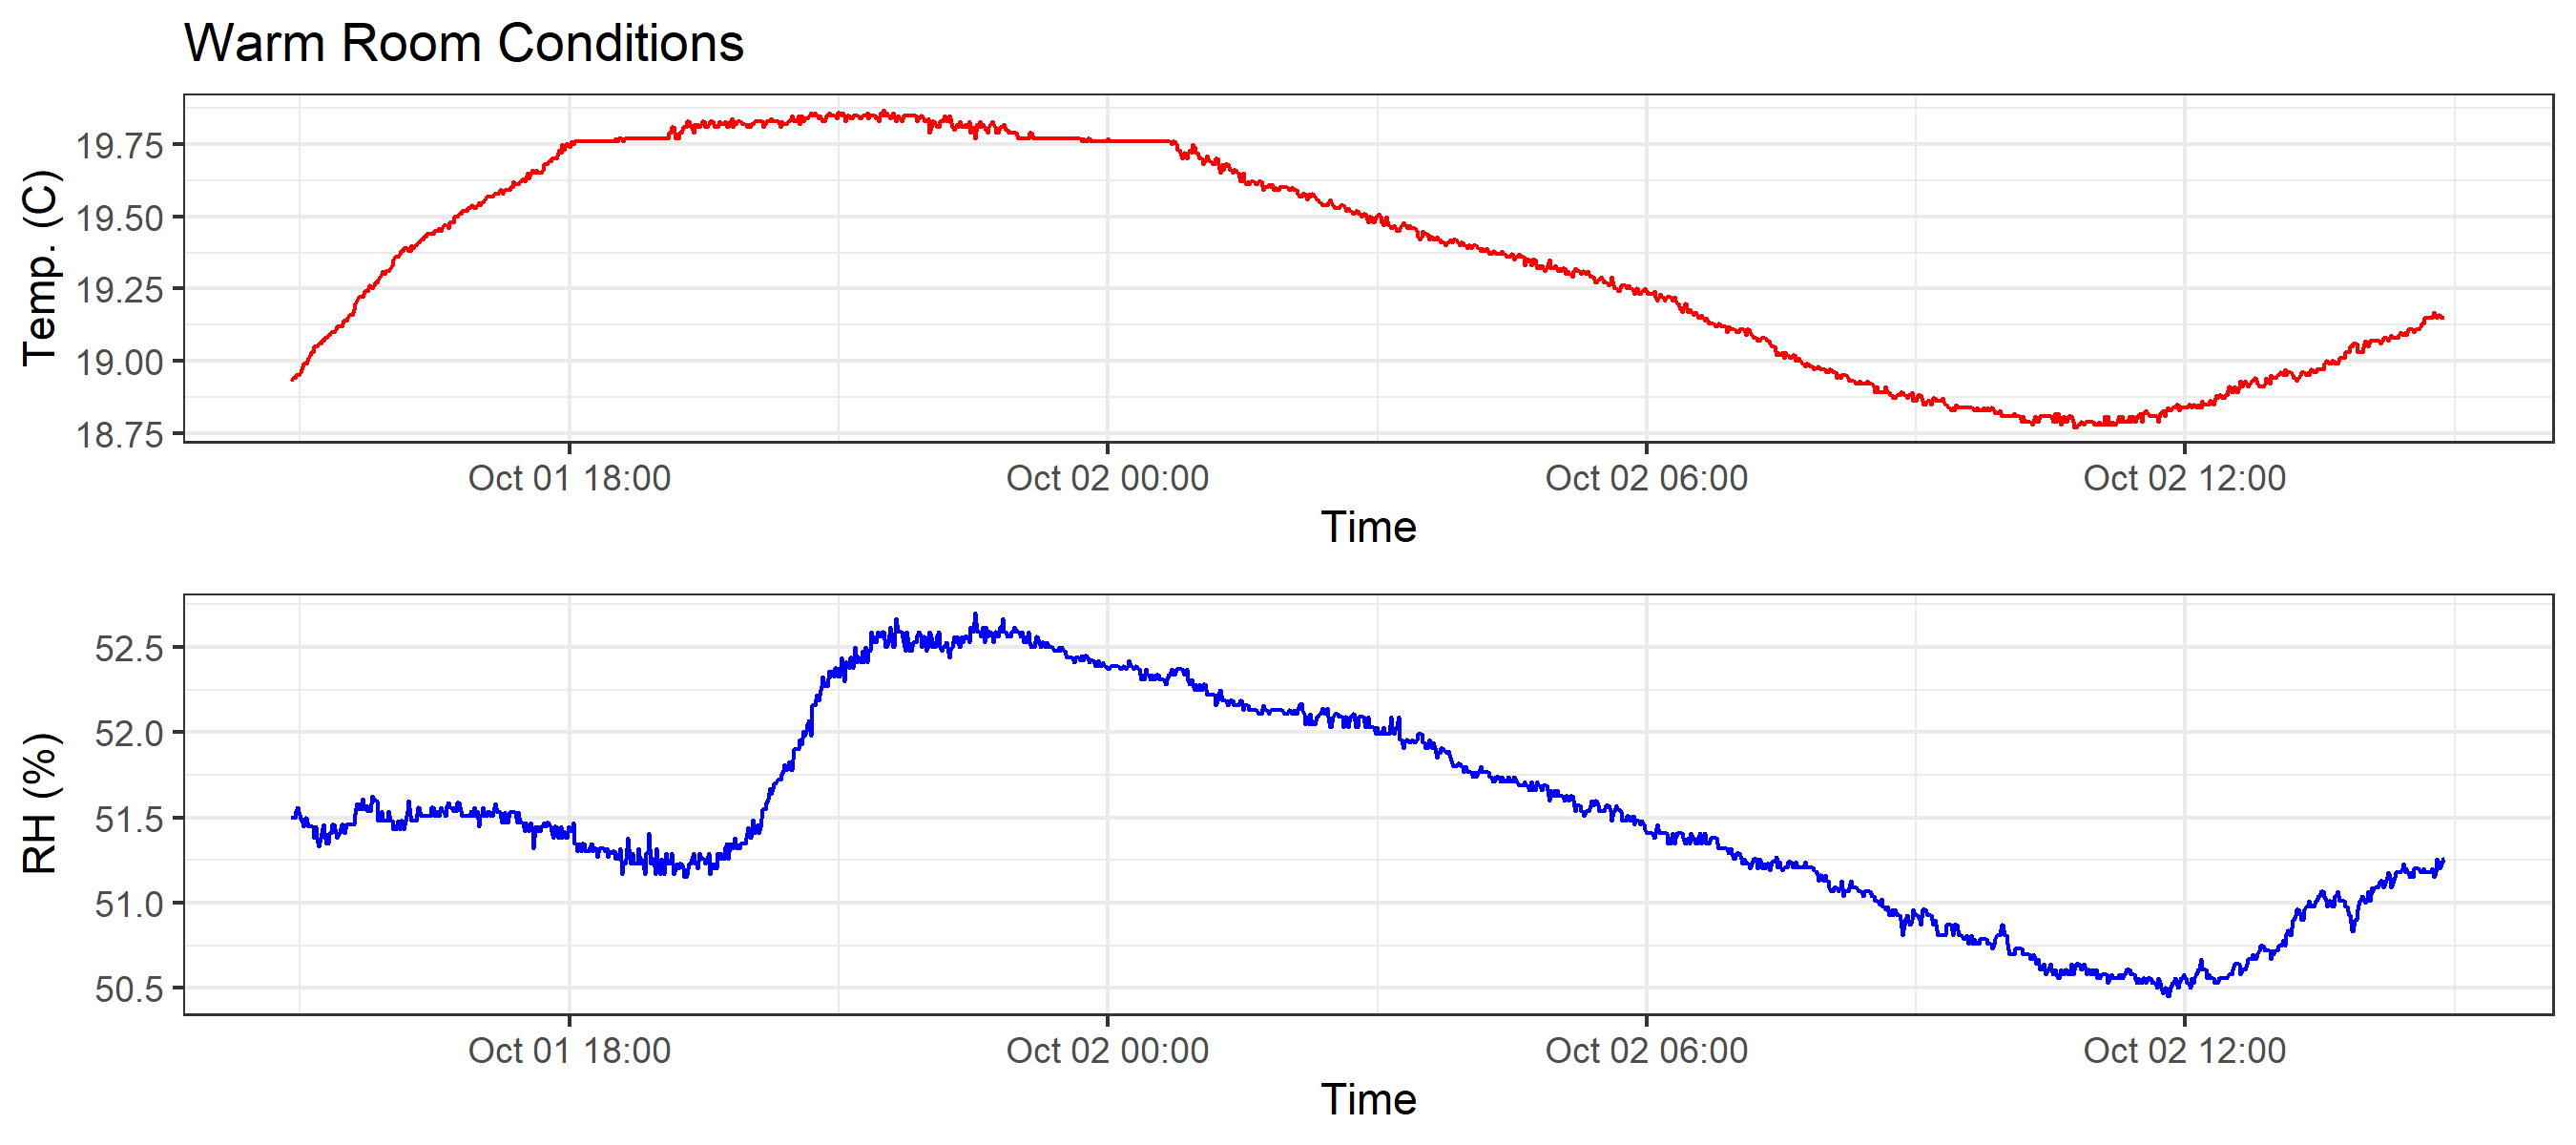 Warm Room Conditions
Temp. (C)
19.75
19.50
19.25
19.00
18.75
Oct 01 18:00 Oct 02 00:00 Oct 02 06:00 Oct 02 12:00
Time
RH (%)
52.5
52.0
51.5
51.0
50.5
Oct 01 18:00 Oct 02 00:00 Oct 02 06:00 Oct 02 12:00
Time